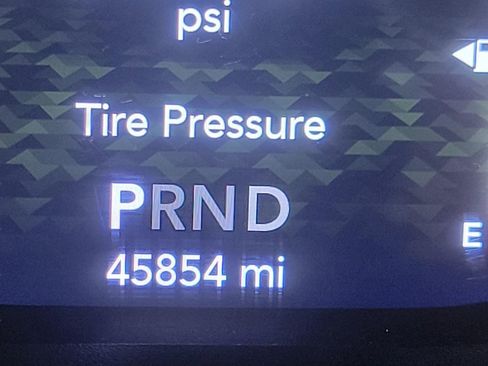 psi
Tire Pressure
PRND
E
45854 mi